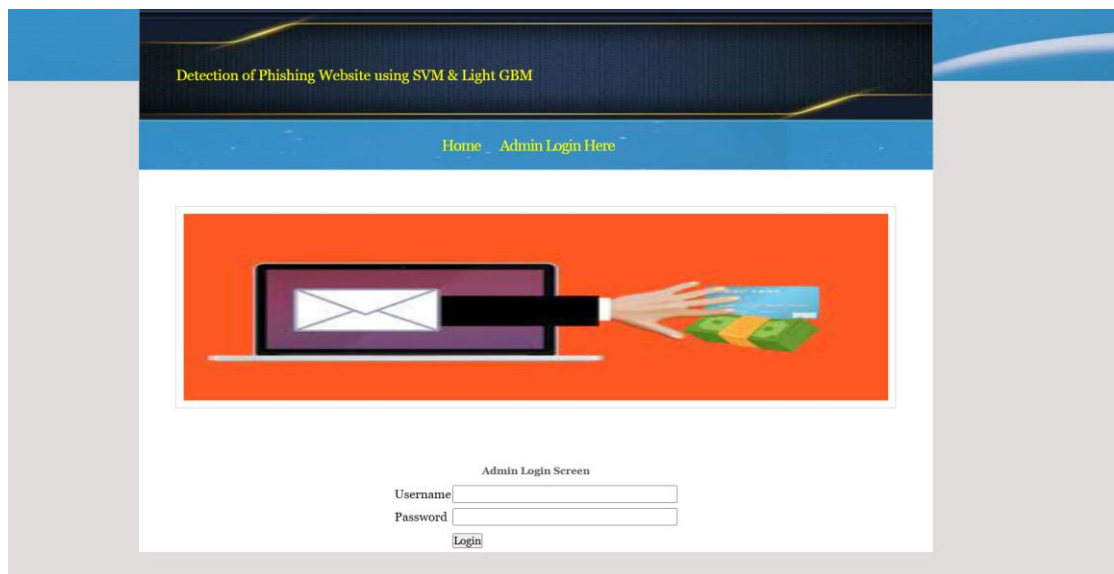 Detection of Phishing Website using SVM & Light GBM
Home Admin Login Here
Admin Login Screen
Username
Password
Login